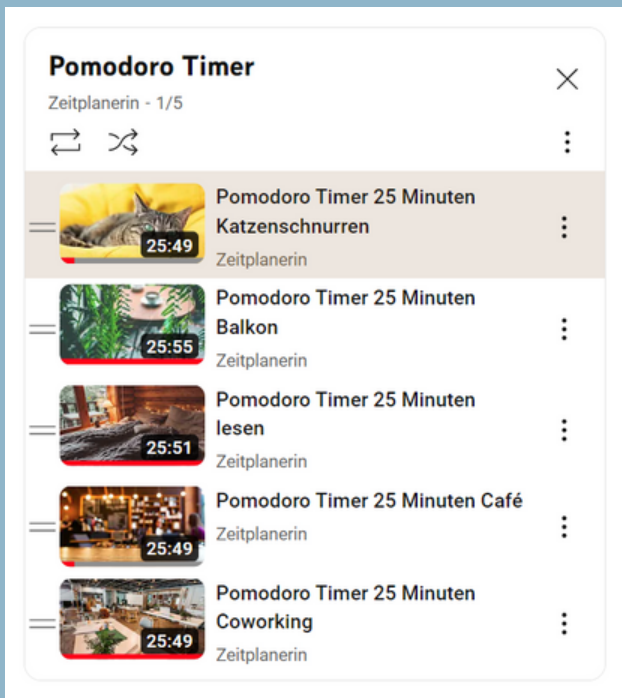 Pomodoro Timer
Zeitplanerin - 1/5
25:49
Pomodoro Timer 25 Minuten
Katzenschnurren
Zeitplanerin
25:55
Pomodoro Timer 25 Minuten
Balkon
Zeitplanerin
25:51
Pomodoro Timer 25 Minuten
lesen
Zeitplanerin
25:49
Pomodoro Timer 25 Minuten Café
Zeitplanerin
25:49
Pomodoro Timer 25 Minuten
Coworking
Zeitplanerin